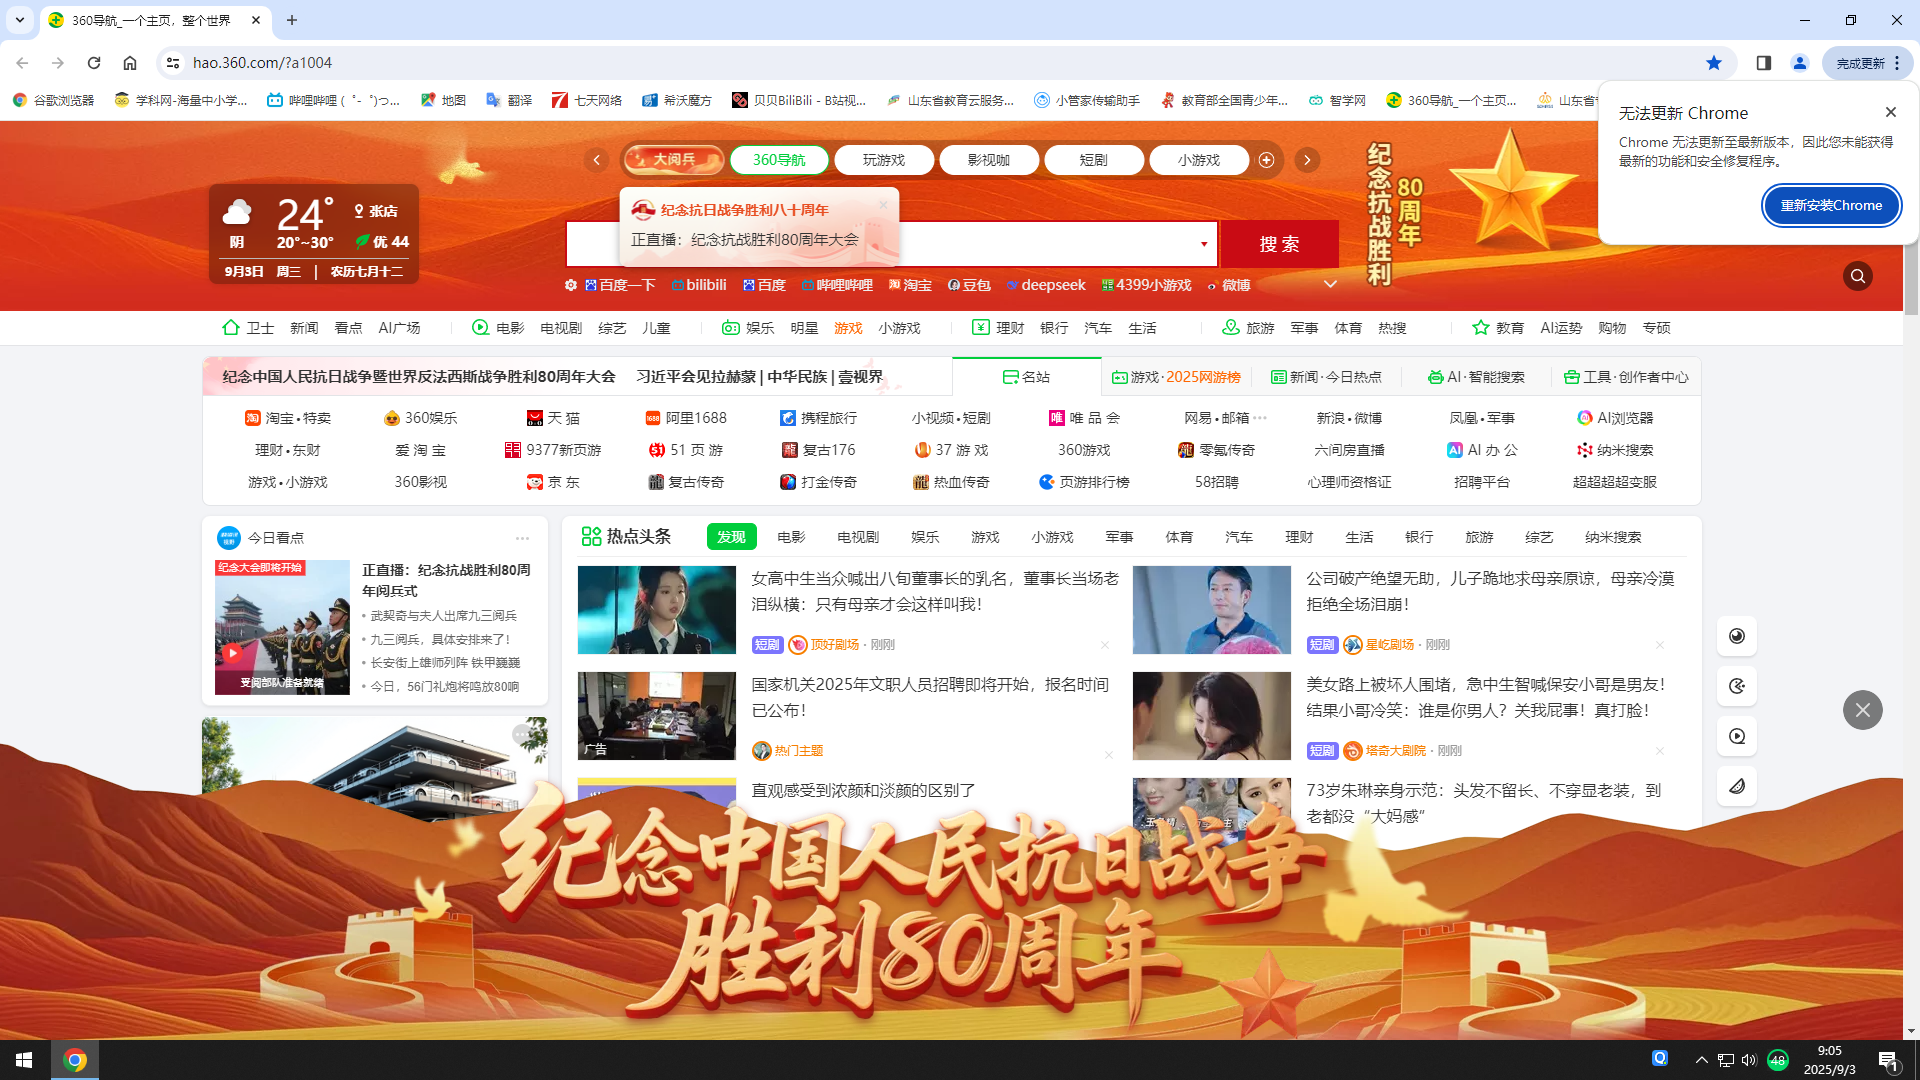 360导航_一个主页，整个世界
hao.360.com/?a1004
完成更新
谷歌浏览器
学科网-海量中小学...
哔哩哔哩 ( ゜- ゜)つ...
地图
翻译
七天网络
希沃魔方
贝贝BiliBili - B站视...
山东省教育云服务...
小管家传输助手
教育部全国青少年...
智学网
360导航_一个主页...
无法更新 Chrome
Chrome 无法更新至最新版本，因此您未能获得
最新的功能和安全修复程序。
重新安装Chrome
大阅兵
360导航
玩游戏
影视咖
短剧
小游戏
纪念抗战胜利
80周年
24°
张店
阴
20°~30°
优 44
9月3日 周三 | 农历七月十二
纪念抗日战争胜利八十周年
正直播：纪念抗战胜利80周年大会
搜 索
百度一下
bilibili
百度
哔哩哔哩
淘宝
豆包
deepseek
4399小游戏
微博
卫士 新闻 看点 AI广场
电影 电视剧 综艺 儿童
娱乐 明星 游戏 小游戏
理财 银行 汽车 生活
旅游 军事 体育 热搜
教育 AI运势 购物 专硕
纪念中国人民抗日战争暨世界反法西斯战争胜利80周年大会
习近平会见拉赫蒙 | 中华民族 | 壹视界
名站
游戏·2025网游榜
新闻·今日热点
AI·智能搜索
工具·创作者中心
淘宝•特卖 360娱乐 天 猫 阿里1688 携程旅行 小视频•短剧 唯 品 会 网易•邮箱 新浪•微博 凤凰•军事 AI浏览器
理财•东财 爱 淘 宝 9377新页游 51 页 游 复古176 37 游 戏 360游戏 零氪传奇 六间房直播 AI 办 公 纳米搜索
游戏•小游戏 360影视 京 东 复古传奇 打金传奇 热血传奇 页游排行榜 58招聘 心理师资格证 招聘平台 超超超超变服
今日看点
纪念大会即将开始
受阅部队准备就绪
正直播：纪念抗战胜利80周
年阅兵式
武契奇与夫人出席九三阅兵
九三阅兵，具体安排来了！
长安街上雄师列阵 铁甲巍巍
今日，56门礼炮将鸣放80响
热点头条
发现 电影 电视剧 娱乐 游戏 小游戏 军事 体育 汽车 理财 生活 银行 旅游 综艺 纳米搜索
女高中生当众喊出八旬董事长的乳名，董事长当场老
泪纵横：只有母亲才会这样叫我！
短剧 顶好剧场 · 刚刚
公司破产绝望无助，儿子跪地求母亲原谅，母亲冷漠
拒绝全场泪崩！
短剧 星屹剧场 · 刚刚
广告
国家机关2025年文职人员招聘即将开始，报名时间
已公布！
热门主题
美女路上被坏人围堵，急中生智喊保安小哥是男友！
结果小哥冷笑：谁是你男人？关我屁事！真打脸！
短剧 塔奇大剧院 · 刚刚
直观感受到浓颜和淡颜的区别了
73岁朱琳亲身示范：头发不留长、不穿显老装，到
老都没“大妈感”
纪念中国人民抗日战争
胜利80周年
48
9:05
2025/9/3
1